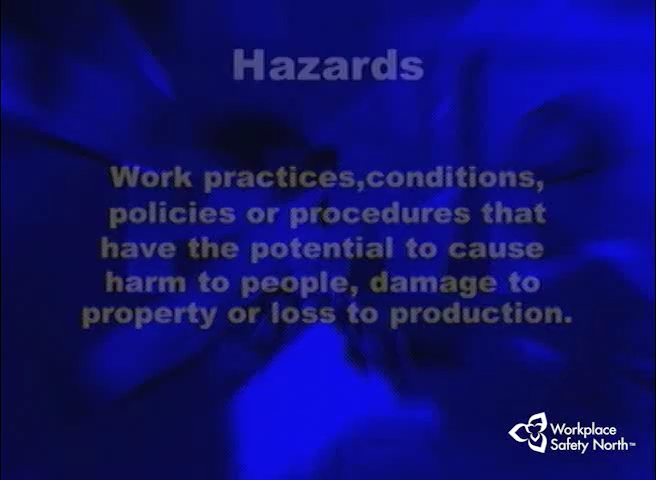 Hazards
Work practices,conditions,
policies or procedures that
have the potential to cause
harm to people, damage to
property or loss to production.
Workplace
Safety North™